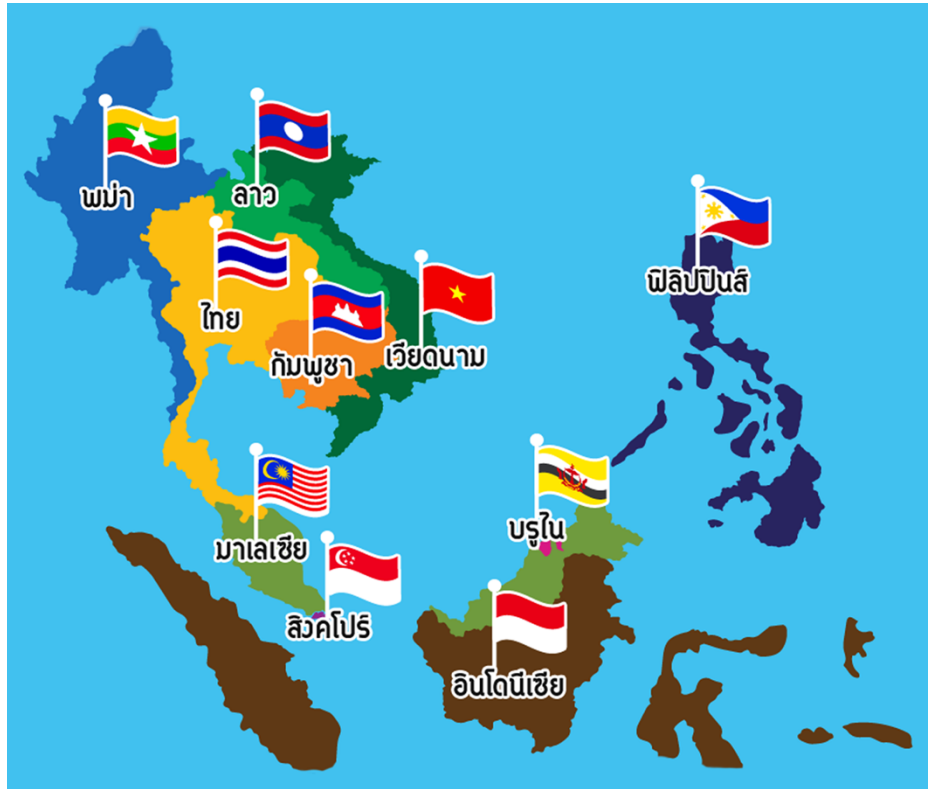 พม่า
ลาว
ไทย
กัมพูชา
เวียดนาม
ฟิลิปปินส์
มาเลเซีย
บรูไน
สิงคโปร์
อินโดนีเซีย